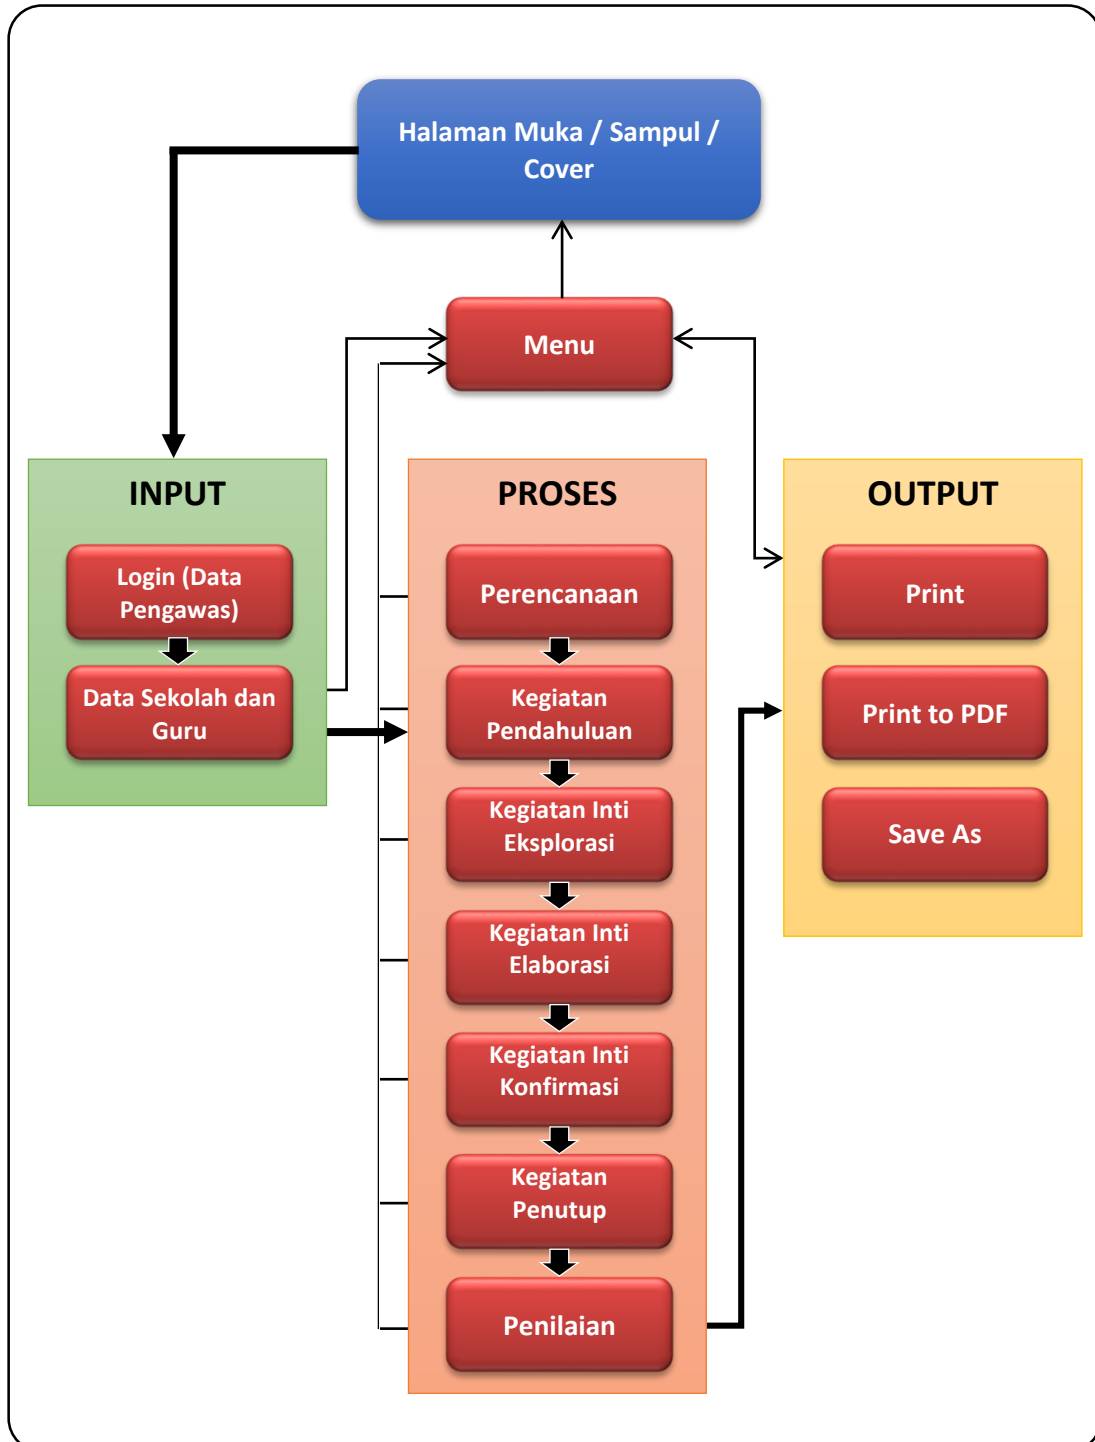 Halaman Muka / Sampul /
Cover
Menu
INPUT
Login (Data
Pengawas)
Data Sekolah dan
Guru
PROSES
Perencanaan
Kegiatan
Pendahuluan
Kegiatan Inti
Eksplorasi
Kegiatan Inti
Elaborasi
Kegiatan Inti
Konfirmasi
Kegiatan
Penutup
Penilaian
OUTPUT
Print
Print to PDF
Save As